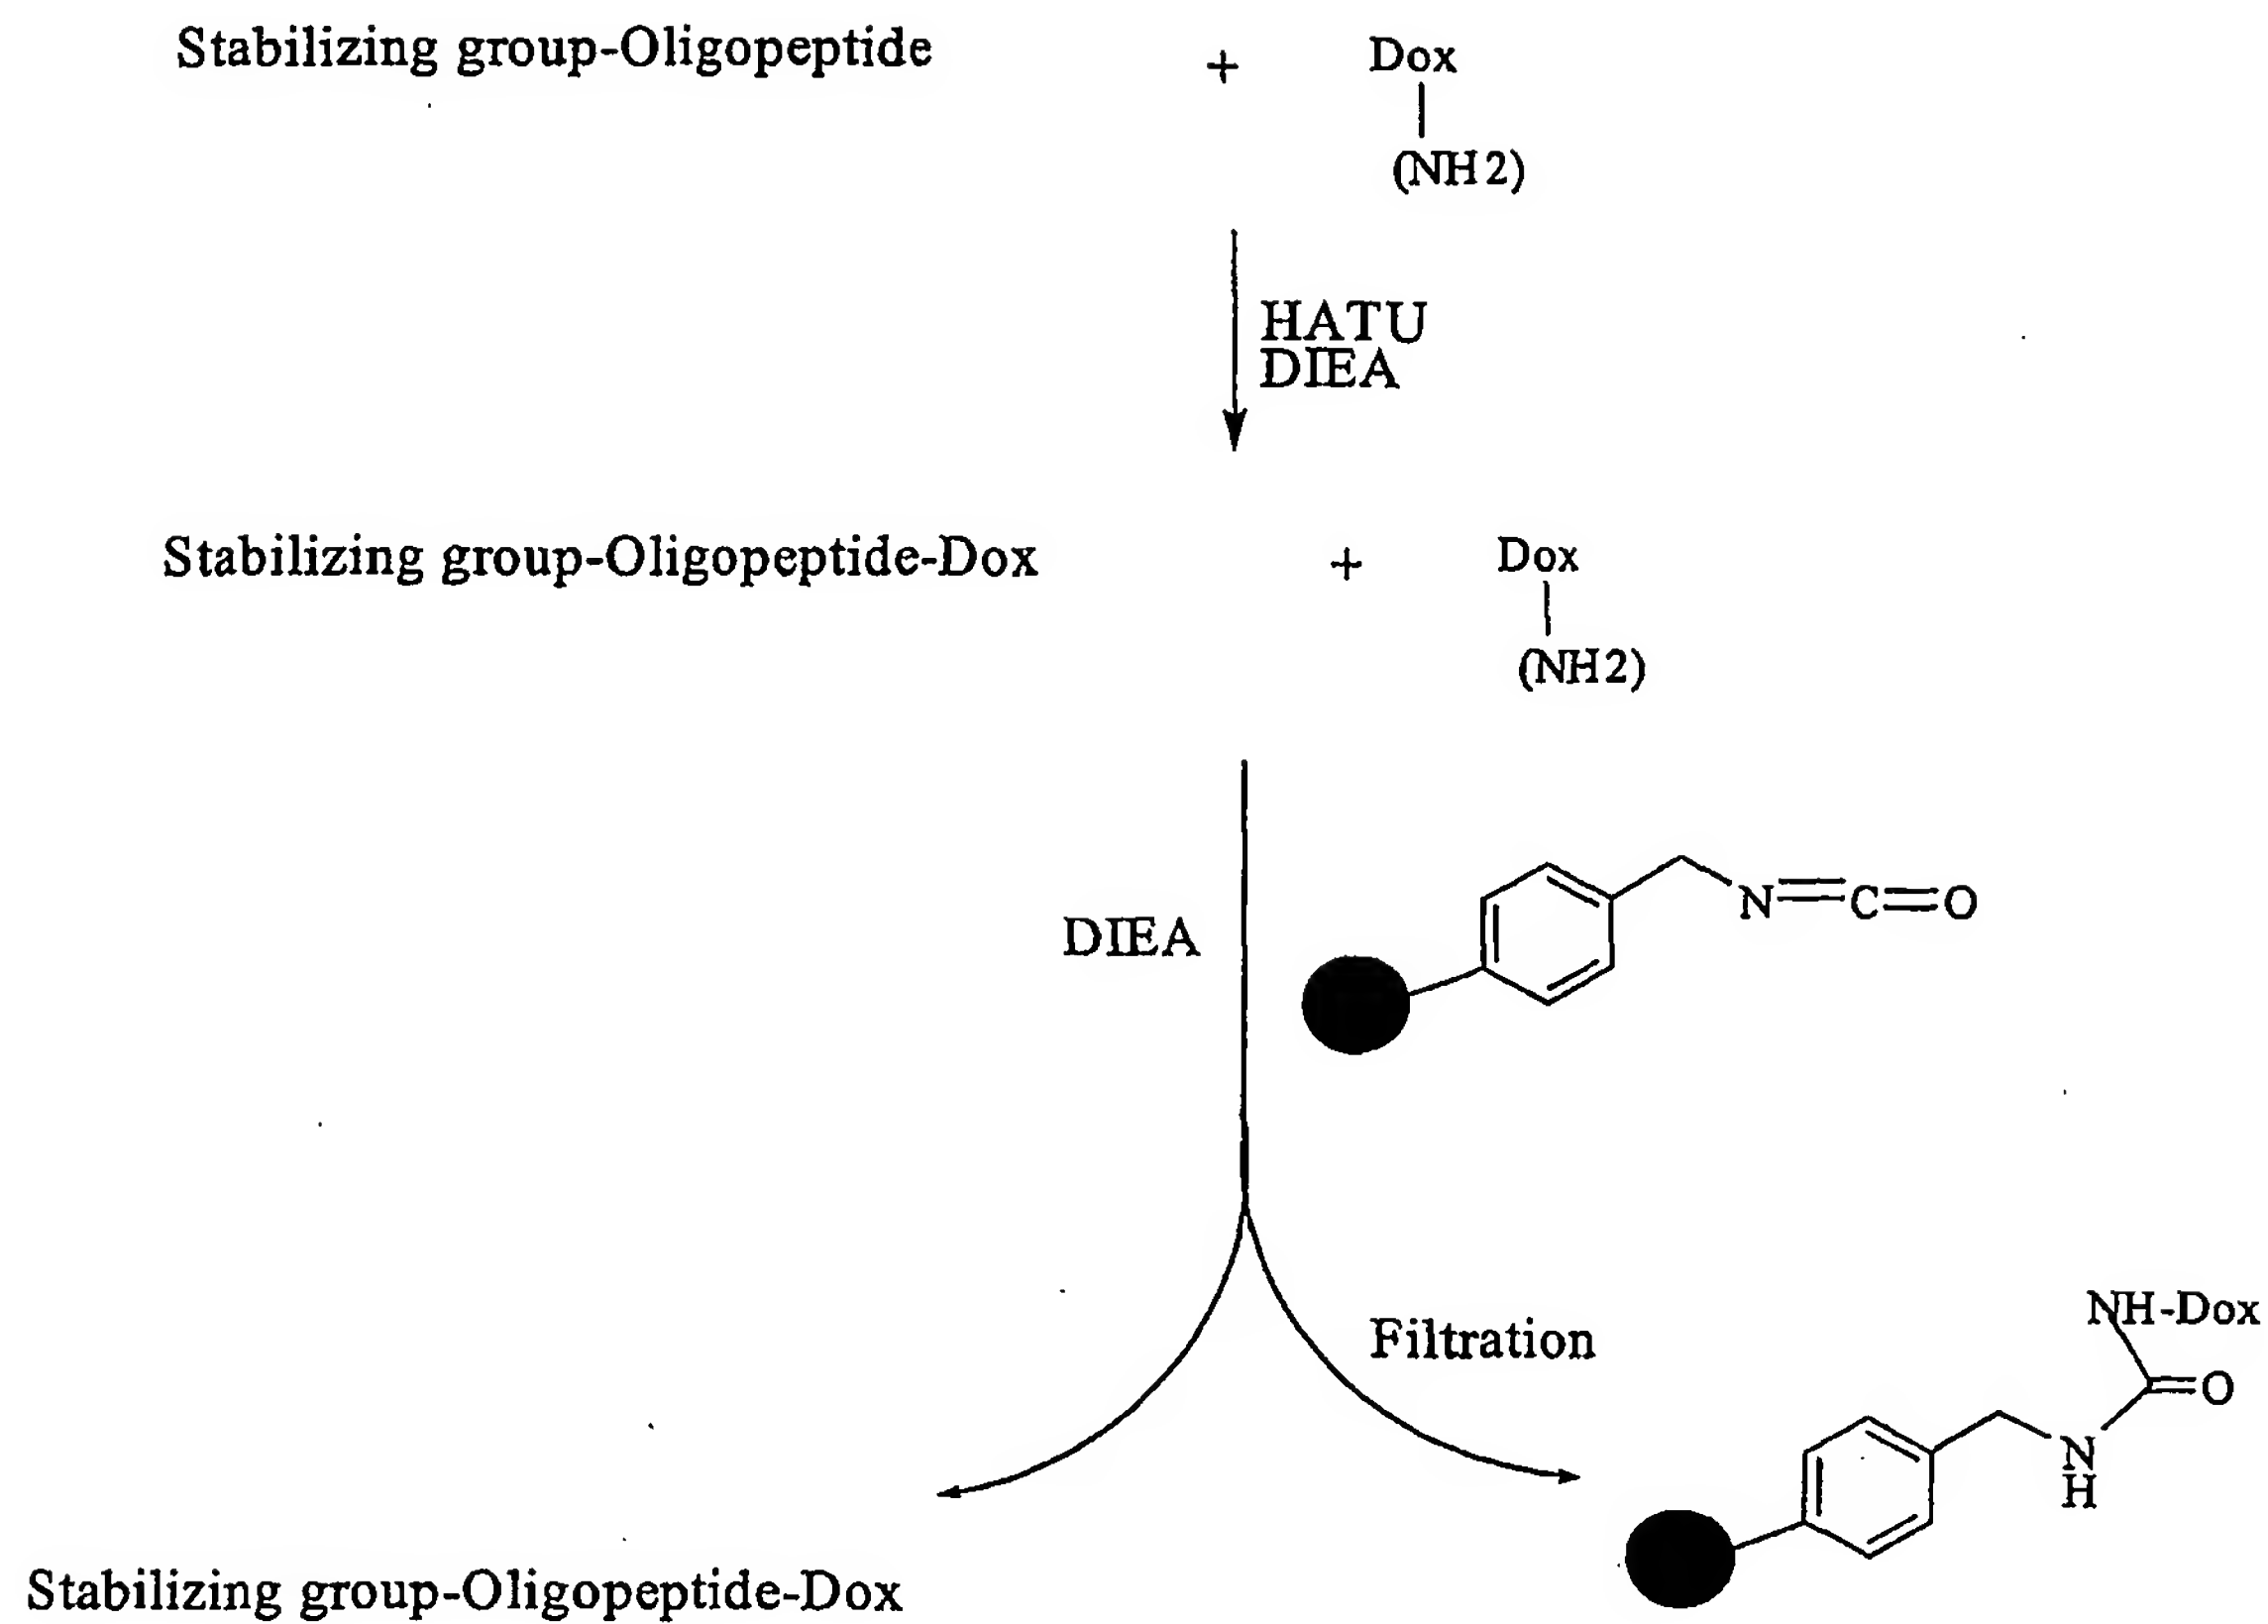 Stabilizing group-Oligopeptide + Dox
(NH2)
HATU
DIEA
Stabilizing group-Oligopeptide-Dox + Dox
(NH2)
N=C=O
DIEA
NH-Dox
Filtration
=O
N
H
Stabilizing group-Oligopeptide-Dox